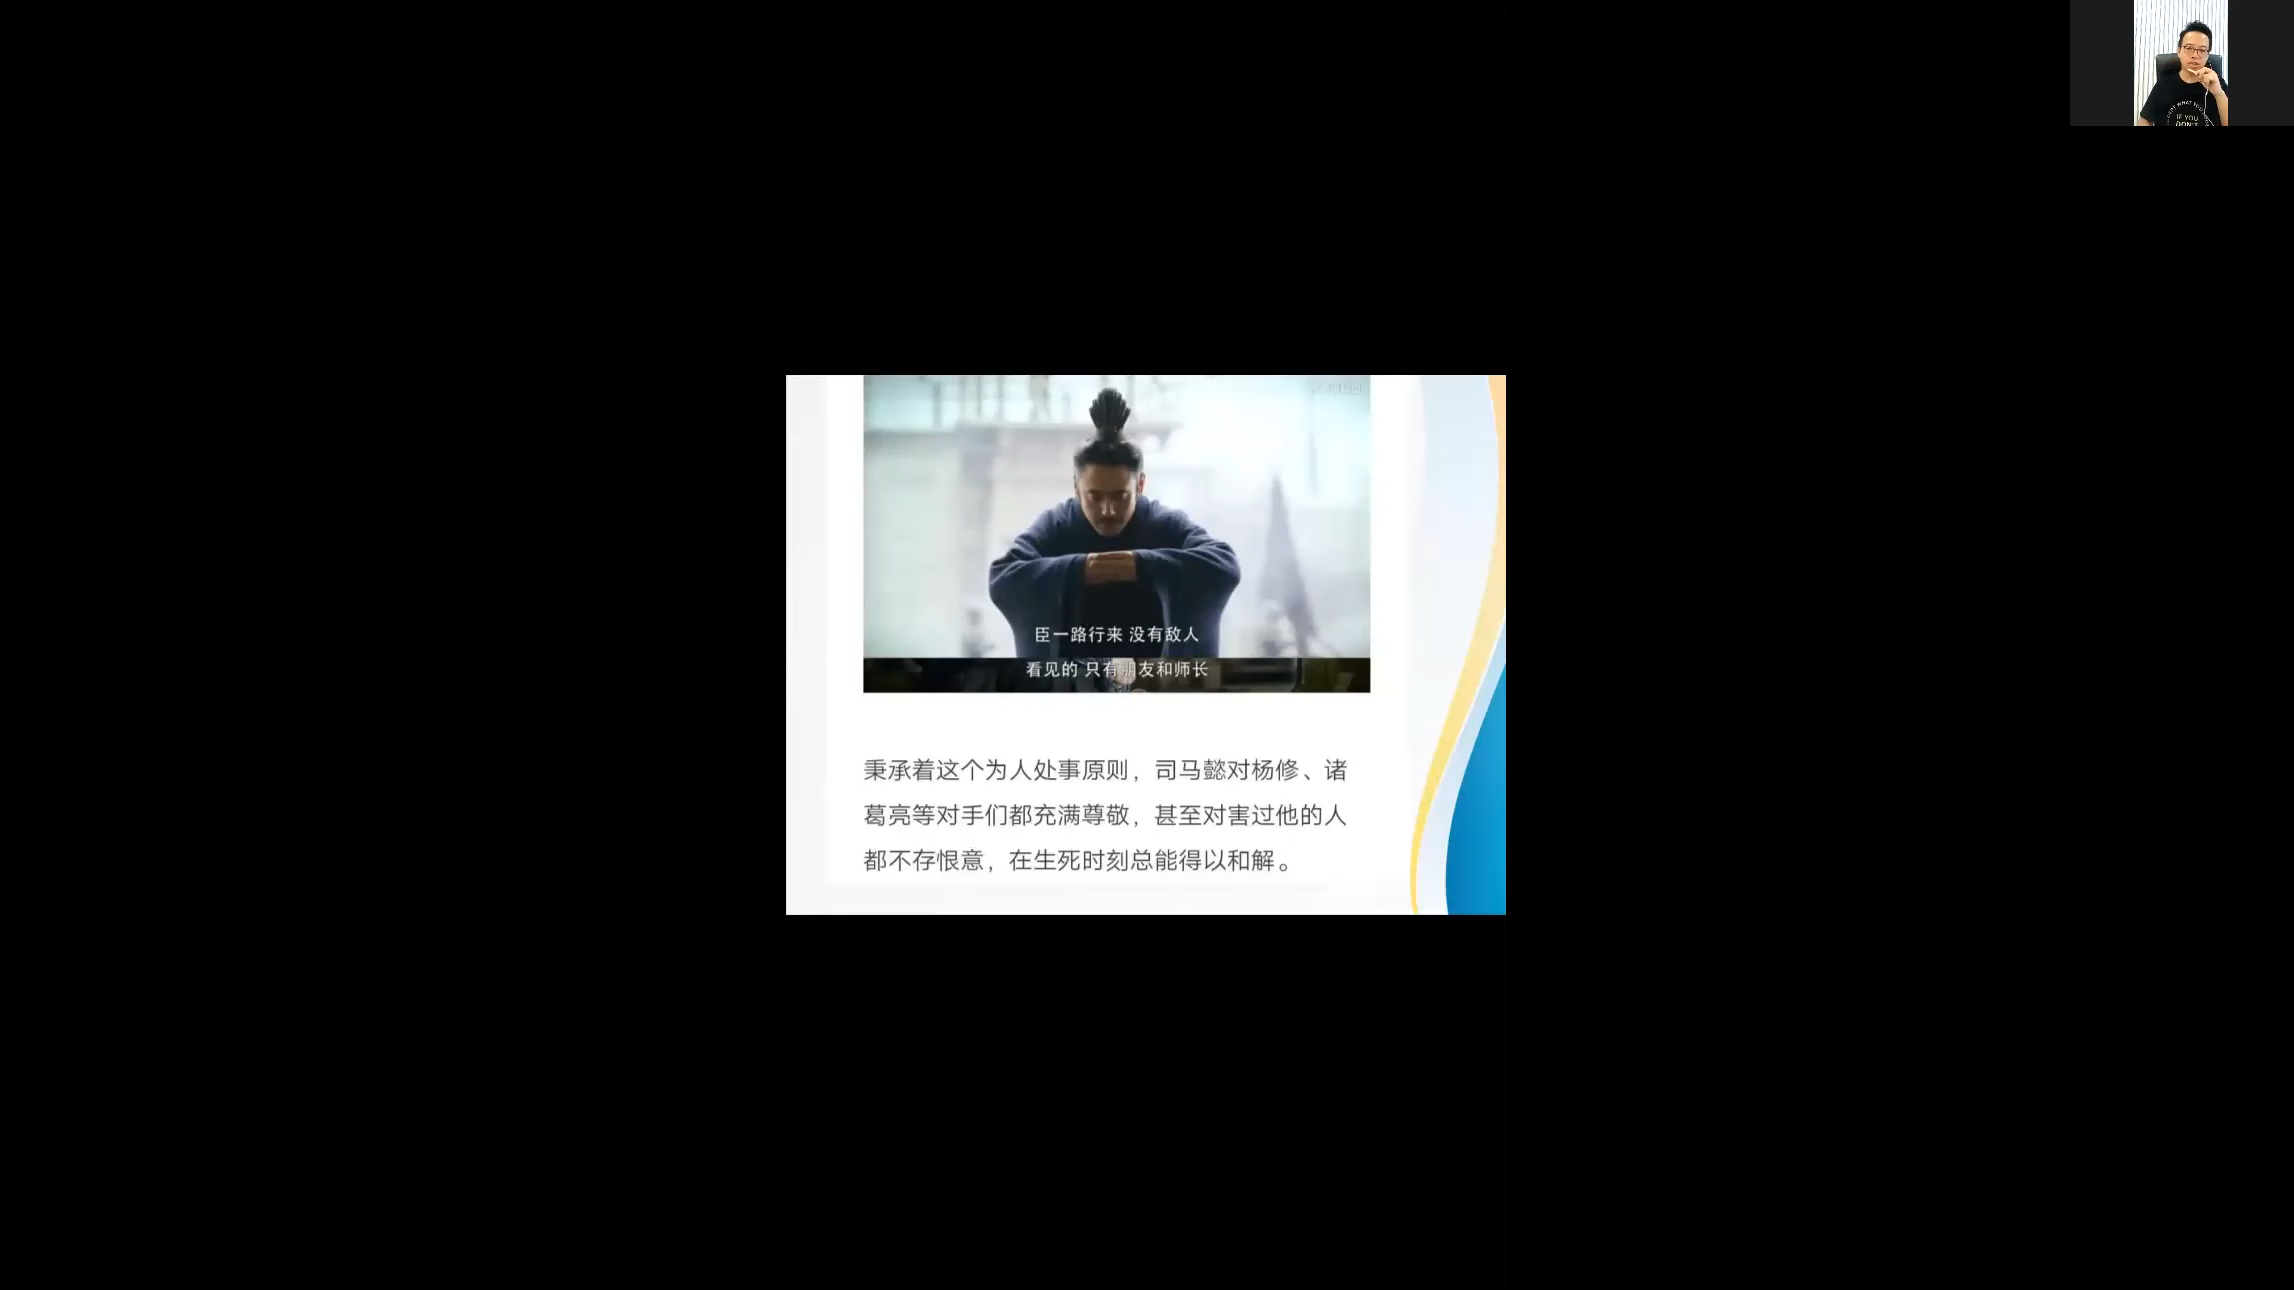 IF YOU
DON'T
臣一路行来 没有敌人
看见的 只有朋友和师长
秉承着这个为人处事原则，司马懿对杨修、诸
葛亮等对手们都充满尊敬，甚至对害过他的人
都不存恨意，在生死时刻总能得以和解。